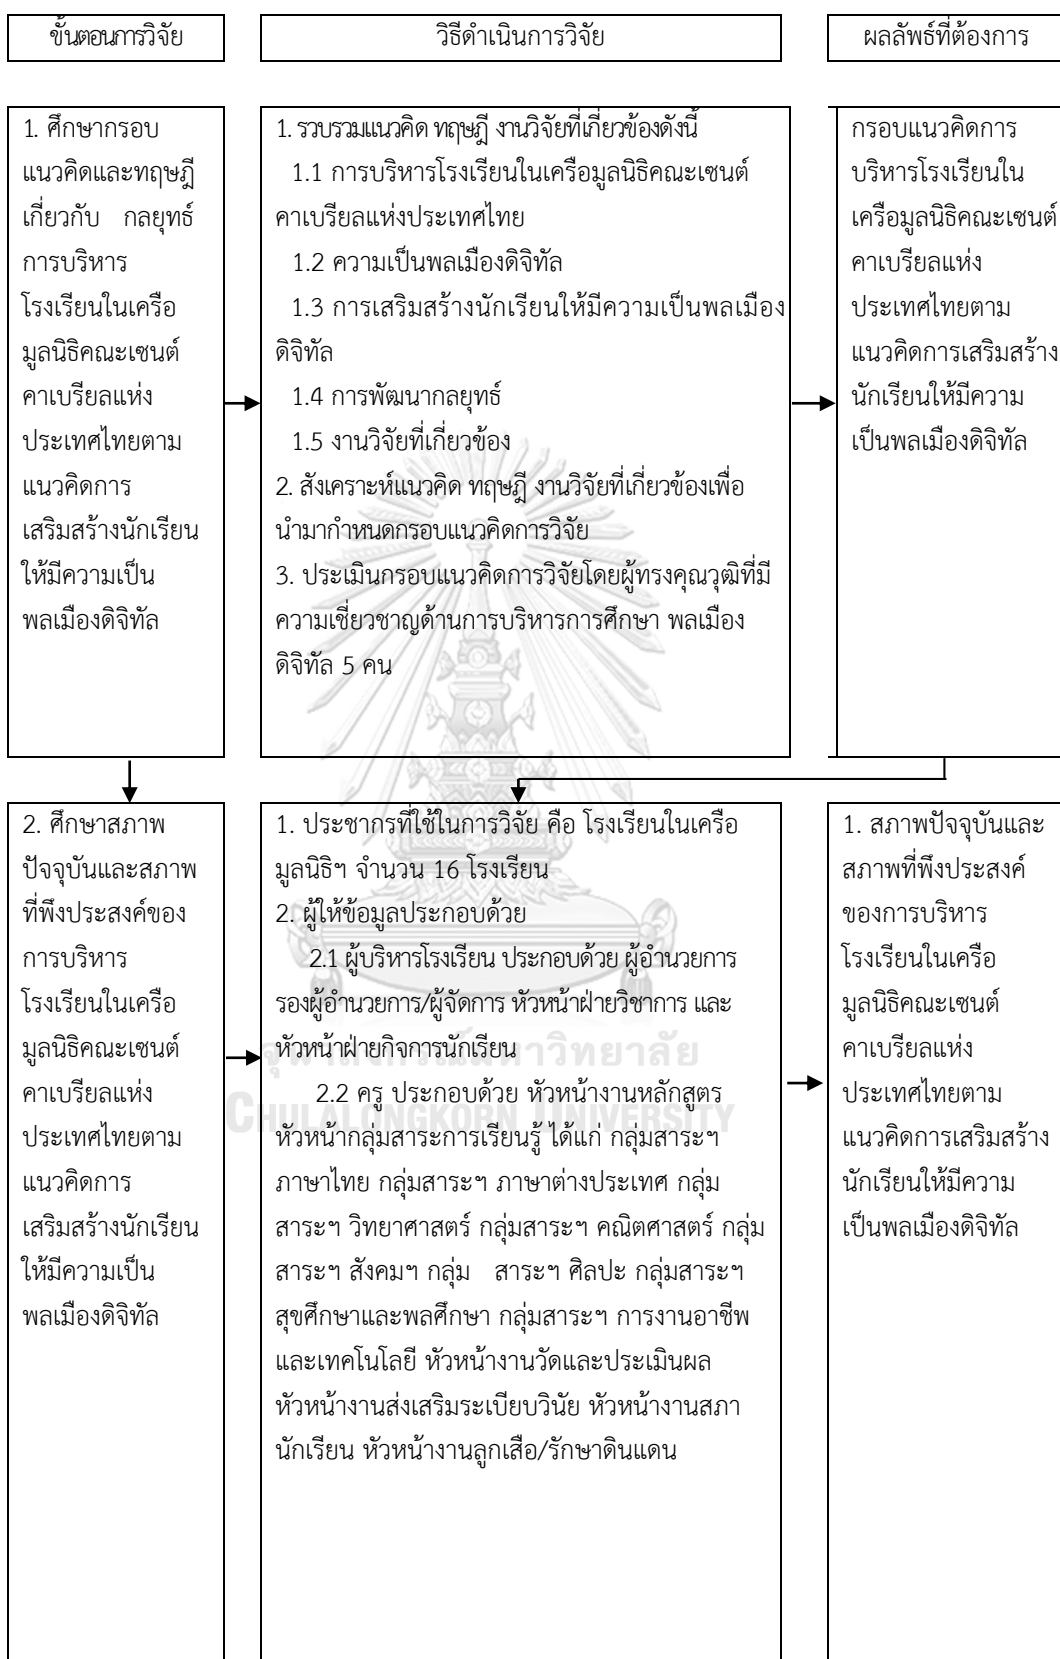 ขั้นตอนการวิจัย
วิธีดำเนินการวิจัย
ผลลัพธ์ที่ต้องการ
1. ศึกษากรอบ
แนวคิดและทฤษฎี
เกี่ยวกับ กลยุทธ์
การบริหาร
โรงเรียนในเครือ
มูลนิธิคณะเซนต์
คาเบรียลแห่ง
ประเทศไทยตาม
แนวคิดการ
เสริมสร้างนักเรียน
ให้มีความเป็น
พลเมืองดิจิทัล
1. รวบรวมแนวคิด ทฤษฎี งานวิจัยที่เกี่ยวข้องดังนี้
1.1 การบริหารโรงเรียนในเครือมูลนิธิคณะเซนต์
คาเบรียลแห่งประเทศไทย
1.2 ความเป็นพลเมืองดิจิทัล
1.3 การเสริมสร้างนักเรียนให้มีความเป็นพลเมือง
ดิจิทัล
1.4 การพัฒนากลยุทธ์
1.5 งานวิจัยที่เกี่ยวข้อง
2. สังเคราะห์แนวคิด ทฤษฎี งานวิจัยที่เกี่ยวข้องเพื่อ
นำมากำหนดกรอบแนวคิดการวิจัย
3. ประเมินกรอบแนวคิดการวิจัยโดยผู้ทรงคุณวุฒิที่มี
ความเชี่ยวชาญด้านการบริหารการศึกษา พลเมือง
ดิจิทัล 5 คน
กรอบแนวคิดการ
บริหารโรงเรียนใน
เครือมูลนิธิคณะเซนต์
คาเบรียลแห่ง
ประเทศไทยตาม
แนวคิดการเสริมสร้าง
นักเรียนให้มีความ
เป็นพลเมืองดิจิทัล
2. ศึกษาสภาพ
ปัจจุบันและสภาพ
ที่พึงประสงค์ของ
การบริหาร
โรงเรียนในเครือ
มูลนิธิคณะเซนต์
คาเบรียลแห่ง
ประเทศไทยตาม
แนวคิดการ
เสริมสร้างนักเรียน
ให้มีความเป็น
พลเมืองดิจิทัล
1. ประชากรที่ใช้ในการวิจัย คือ โรงเรียนในเครือ
มูลนิธิฯ จำนวน 16 โรงเรียน
2. ผู้ให้ข้อมูลประกอบด้วย
2.1 ผู้บริหารโรงเรียน ประกอบด้วย ผู้อำนวยการ
รองผู้อำนวยการ/ผู้จัดการ หัวหน้าฝ่ายวิชาการ และ
หัวหน้าฝ่ายกิจการนักเรียน
2.2 ครู ประกอบด้วย หัวหน้างานหลักสูตร
หัวหน้ากลุ่มสาระการเรียนรู้ ได้แก่ กลุ่มสาระฯ
ภาษาไทย กลุ่มสาระฯ ภาษาต่างประเทศ กลุ่ม
สาระฯ วิทยาศาสตร์ กลุ่มสาระฯ คณิตศาสตร์ กลุ่ม
สาระฯ สังคมฯ กลุ่ม สาระฯ ศิลปะ กลุ่มสาระฯ
สุขศึกษาและพลศึกษา กลุ่มสาระฯ การงานอาชีพ
และเทคโนโลยี หัวหน้างานวัดและประเมินผล
หัวหน้างานส่งเสริมระเบียบวินัย หัวหน้างานสภา
นักเรียน หัวหน้างานลูกเสือ/รักษาดินแดน
1. สภาพปัจจุบันและ
สภาพที่พึงประสงค์
ของการบริหาร
โรงเรียนในเครือ
มูลนิธิคณะเซนต์
คาเบรียลแห่ง
ประเทศไทยตาม
แนวคิดการเสริมสร้าง
นักเรียนให้มีความ
เป็นพลเมืองดิจิทัล
จุฬาลงกรณ์มหาวิทยาลัย
CHULALONGKORN UNIVERSITY